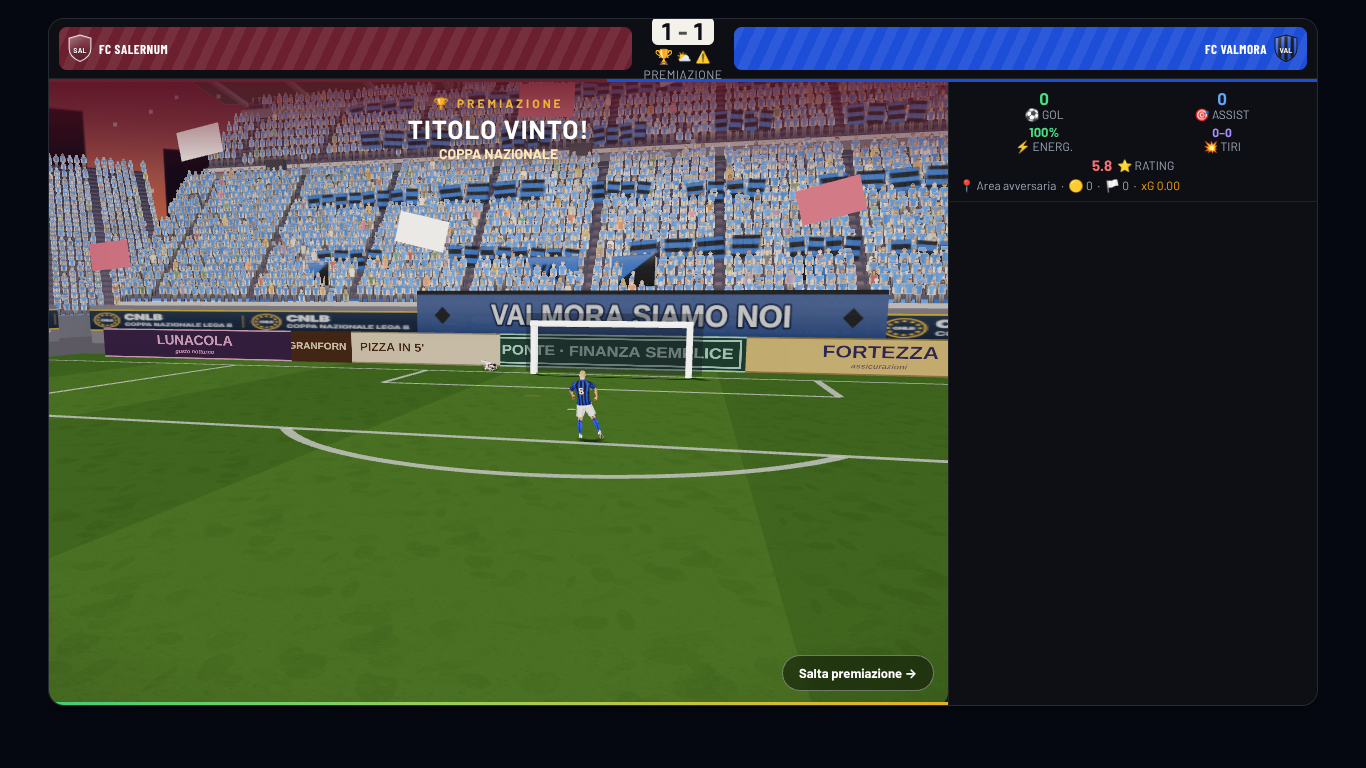 SAL
FC SALERNUM
1 - 1
PREMIAZIONE
FC VALMORA
VAL
PREMIAZIONE
TITOLO VINTO!
COPPA NAZIONALE
0
GOL
0
ASSIST
100%
ENERG.
0-0
TIRI
5.8 RATING
Area avversaria · 0 · 0 · xG 0.00
VALMORA SIAMO NOI
CNLB
COPPA NAZIONALE LEGA B
CNLB
COPPA NAZIONALE LEGA B
LUNACOLA
gusto notturno
GRANFORN
PIZZA IN 5'
PONTE · FINANZA SEMPLICE
FORTEZZA
assicurazioni
8
Salta premiazione →